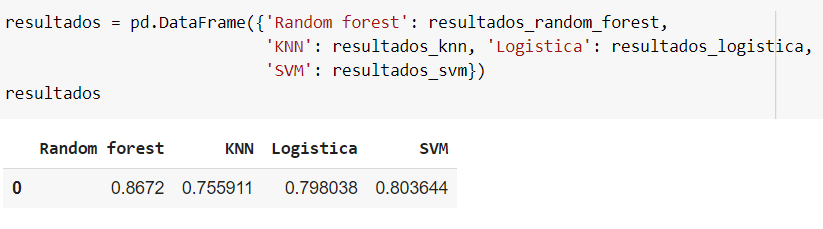 resultados = pd.DataFrame({'Random forest': resultados_random_forest,
'KNN': resultados_knn, 'Logistica': resultados_logistica,
'SVM': resultados_svm})
resultados
Random forest KNN Logistica SVM
0 0.8672 0.755911 0.798038 0.803644